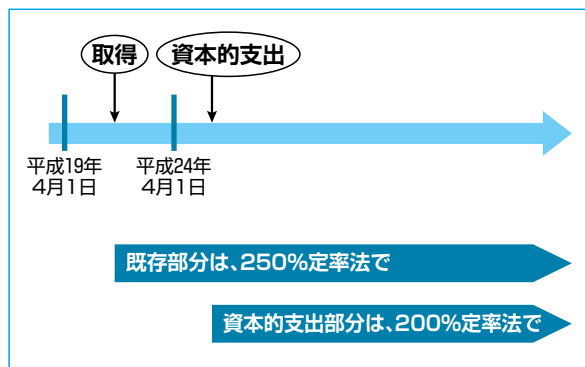 取得
資本的支出
平成19年
4月1日
平成24年
4月1日
既存部分は、250%定率法で
資本的支出部分は、200%定率法で